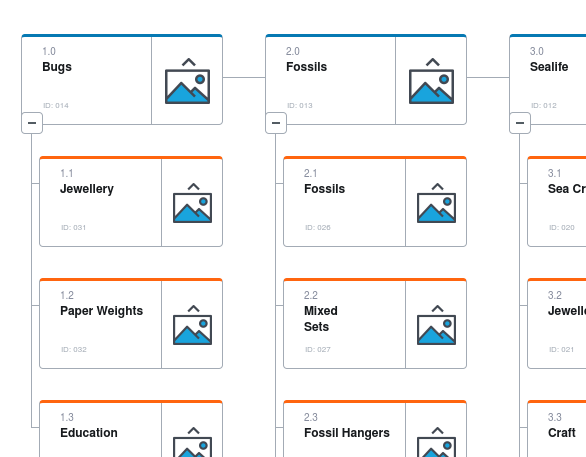 1.0
Bugs
ID: 014
2.0
Fossils
ID: 013
3.0
Sealife
ID: 012
1.1
Jewellery
ID: 031
2.1
Fossils
ID: 026
3.1
Sea Cr
ID: 020
1.2
Paper Weights
ID: 032
2.2
Mixed
Sets
ID: 027
3.2
Jewelle
ID: 021
1.3
Education
2.3
Fossil Hangers
3.3
Craft